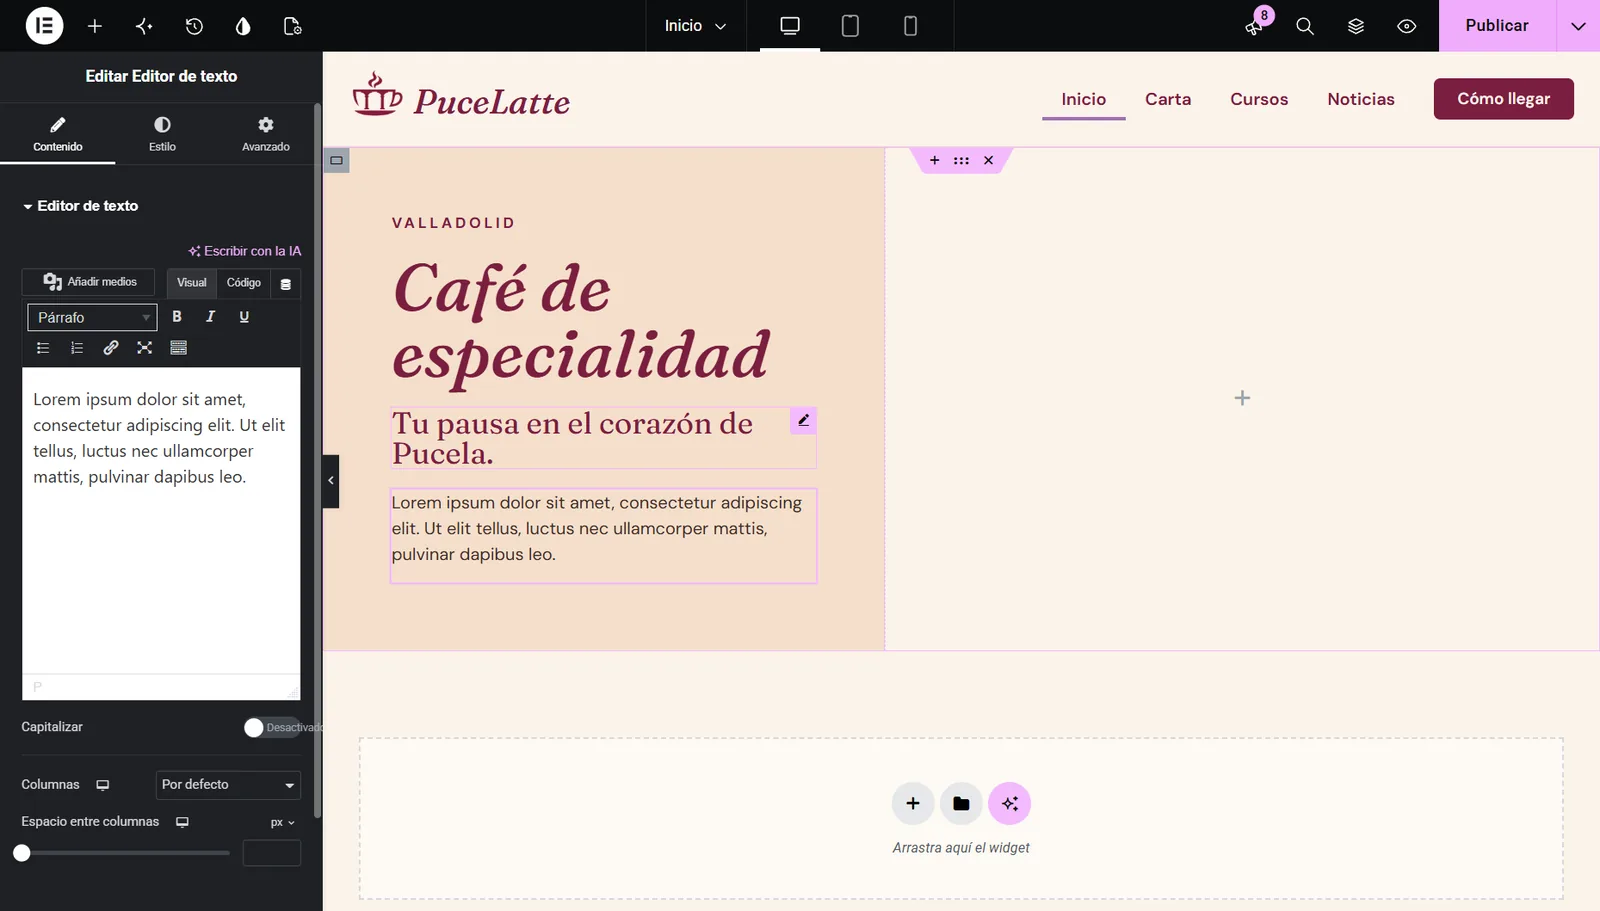 Inicio
8
Publicar
Editar Editor de texto
Contenido
Estilo
Avanzado
Editor de texto
Escribir con la IA
Añadir medios
Visual
Código
Párrafo
B I U
Lorem ipsum dolor sit amet,
consectetur adipiscing elit. Ut elit
tellus, luctus nec ullamcorper
mattis, pulvinar dapibus leo.
P
Capitalizar
Desactivado
Columnas
Por defecto
Espacio entre columnas
px
PuceLatte
Inicio
Carta
Cursos
Noticias
Cómo llegar
VALLADOLID
Café de
especialidad
Tu pausa en el corazón de
Pucela.
Lorem ipsum dolor sit amet, consectetur adipiscing
elit. Ut elit tellus, luctus nec ullamcorper mattis,
pulvinar dapibus leo.
Arrastra aquí el widget